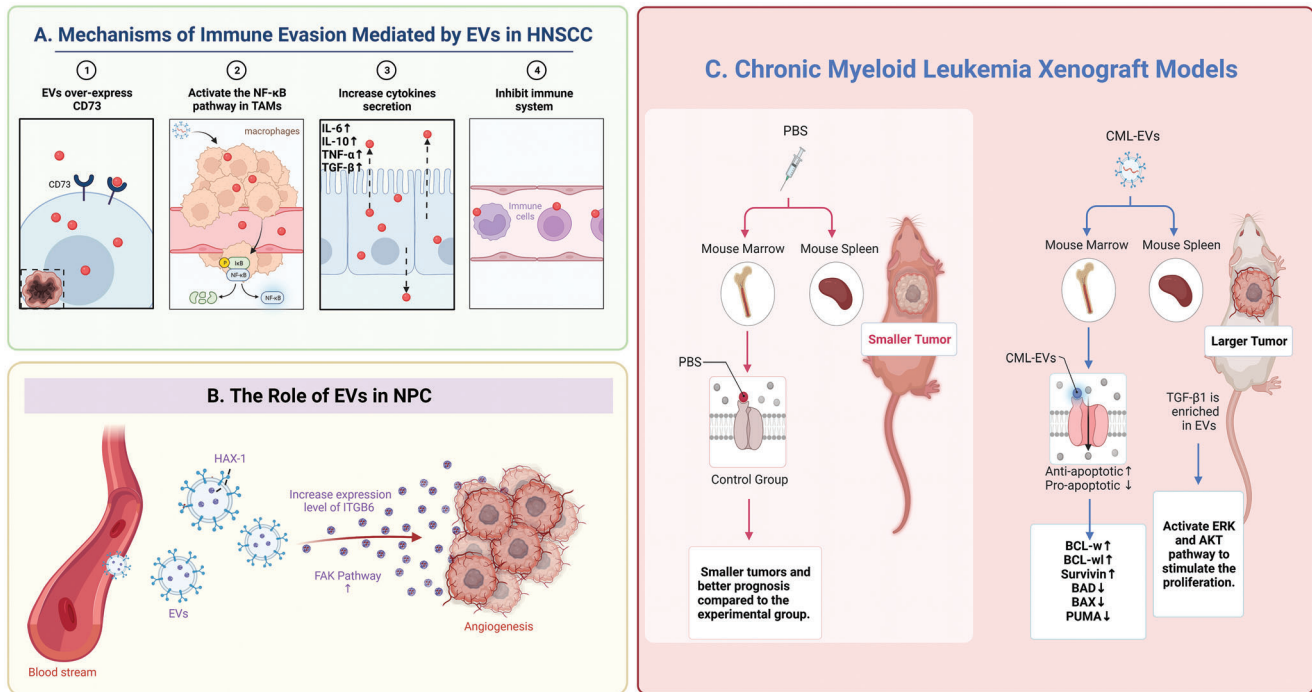 A. Mechanisms of Immune Evasion Mediated by EVs in HNSCC
1
EVs over-express
CD73
CD73
2
Activate the NF-κB
pathway in TAMs
macrophages
P
IκB
NF-κB
NF-κB
3
Increase cytokines
secretion
IL-6↑
IL-10↑
TNF-α↑
TGF-β↑
4
Inhibit immune
system
Immune
cells
B. The Role of EVs in NPC
HAX-1
EVs
Blood stream
Increase expression
level of ITGB6
FAK Pathway
↑
Angiogenesis
C. Chronic Myeloid Leukemia Xenograft Models
PBS
Mouse Marrow
Mouse Spleen
Smaller Tumor
PBS
Control Group
Smaller tumors and
better prognosis
compared to the
experimental group.
CML-EVs
Mouse Marrow
Mouse Spleen
Larger Tumor
CML-EVs
Anti-apoptotic↑
Pro-apoptotic ↓
BCL-w↑
BCL-wl↑
Survivin↑
BAD↓
BAX↓
PUMA↓
TGF-β1 is
enriched
in EVs
Activate ERK
and AKT
pathway to
stimulate the
proliferation.